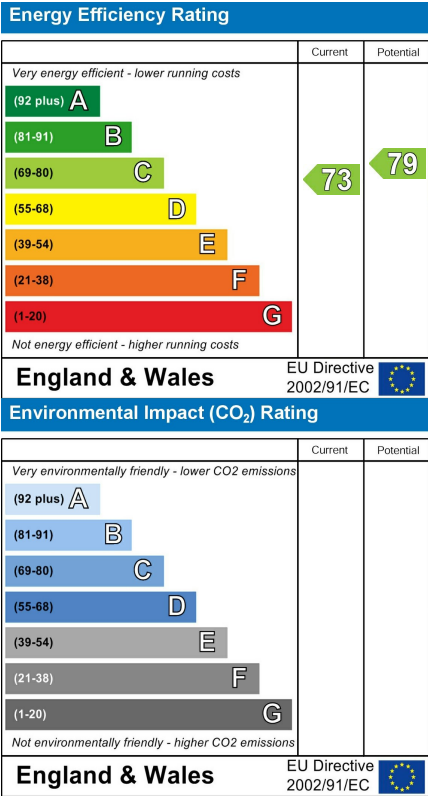 Energy Efficiency Rating
Current Potential
Very energy efficient - lower running costs
(92 plus) A
(81-91) B
(69-80) C
(55-68) D
(39-54) E
(21-38) F
(1-20) G
73
79
Not energy efficient - higher running costs
England & Wales
EU Directive
2002/91/EC
Environmental Impact (CO₂) Rating
Current Potential
Very environmentally friendly - lower CO2 emissions
(92 plus) A
(81-91) B
(69-80) C
(55-68) D
(39-54) E
(21-38) F
(1-20) G
Not environmentally friendly - higher CO2 emissions
England & Wales
EU Directive
2002/91/EC